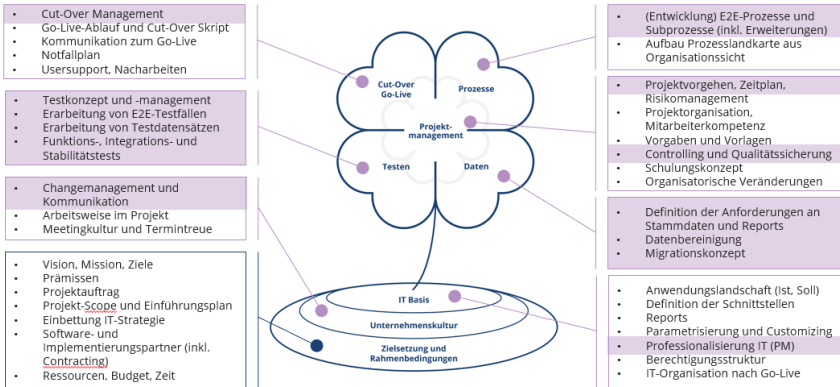 • Cut-Over Management
• Go-Live-Ablauf und Cut-Over Skript
• Kommunikation zum Go-Live
• Notfallplan
• Usersupport, Nacharbeiten
• Testkonzept und -management
• Erarbeitung von E2E-Testfällen
• Erarbeitung von Testdatensätzen
• Funktions-, Integrations- und
Stabilitätstests
• Changemanagement und
Kommunikation
• Arbeitsweise im Projekt
• Meetingkultur und Termintreue
• Vision, Mission, Ziele
• Prämissen
• Projektauftrag
• Projekt-Scope und Einführungsplan
• Einbettung IT-Strategie
• Software- und
Implementierungspartner (inkl.
Contracting)
• Ressourcen, Budget, Zeit
Cut-Over
Go-Live
Prozesse
Projekt-
management
Testen
Daten
IT Basis
Unternehmenskultur
Zielsetzung und
Rahmenbedingungen
• (Entwicklung) E2E-Prozesse und
Subprozesse (inkl. Erweiterungen)
• Aufbau Prozesslandkarte aus
Organisationssicht
• Projektvorgehen, Zeitplan,
Risikomanagement
• Projektorganisation,
Mitarbeiterkompetenz
• Vorgaben und Vorlagen
• Controlling und Qualitätssicherung
• Schulungskonzept
• Organisatorische Veränderungen
• Definition der Anforderungen an
Stammdaten und Reports
• Datenbereinigung
• Migrationskonzept
• Anwendungslandschaft (Ist, Soll)
• Definition der Schnittstellen
• Reports
• Parametrisierung und Customizing
• Professionalisierung IT (PM)
• Berechtigungsstruktur
• IT-Organisation nach Go-Live